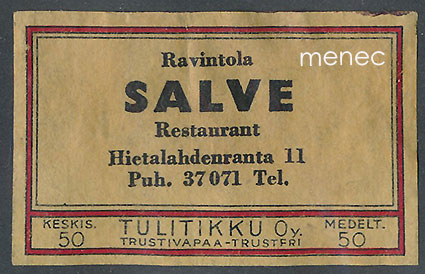 menec
Ravintola
SALVE
Restaurant
Hietalahdenranta 11
Puh. 37071 Tel.
KESKIS. 50
TULITIKKU Oy.
TRUSTIVAPAA-TRUSTFRI
MEDELT. 50